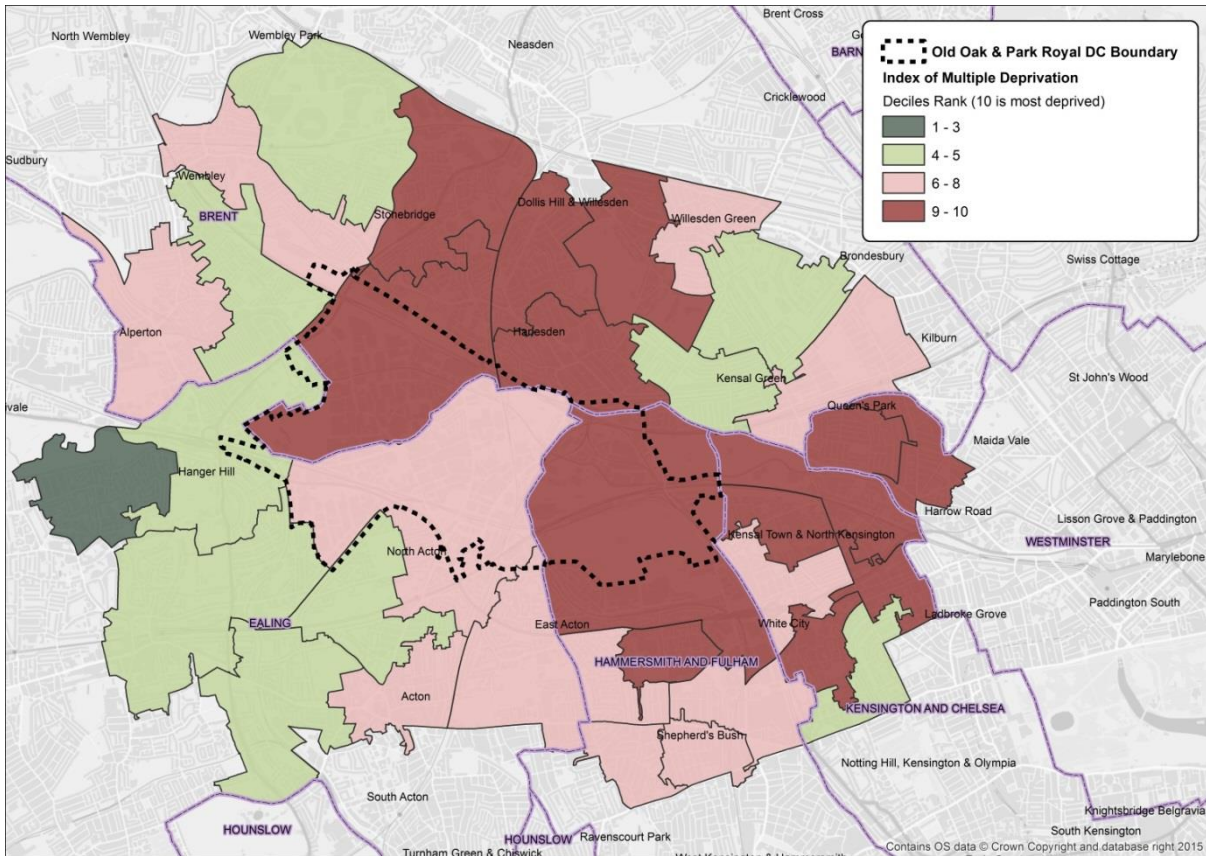 Brent Cross
North Wembley
Wembley Park
Neasden
BARN
Cricklewood
Old Oak & Park Royal DC Boundary
Index of Multiple Deprivation
Deciles Rank (10 is most deprived)
1 - 3
4 - 5
6 - 8
9 - 10
Sudbury
Wembley
BRENT
Stonebridge
Dollis Hill & Willesden
Willesden Green
Brondesbury
Swiss Cottage
Alperton
Harlesden
Kilburn
Kensal Green
St John's Wood
Queen's Park
Maida Vale
Hanger Hill
Harrow Road
Lisson Grove & Paddington
North Acton
Kensal Town & North Kensington
WESTMINSTER
Marylebone
Paddington South
Ladbroke Grove
EALING
East Acton
White City
HAMMERSMITH AND FULHAM
Acton
KENSINGTON AND CHELSEA
Shepherd's Bush
Notting Hill, Kensington & Olympia
South Acton
Knightsbridge Belgravia
HOUNSLOW
HOUNSLOW
Ravenscourt Park
South Kensington
Turnham Green & Chiswick
West Kensington & Hammersmith
Contains OS data © Crown Copyright and database right 2015